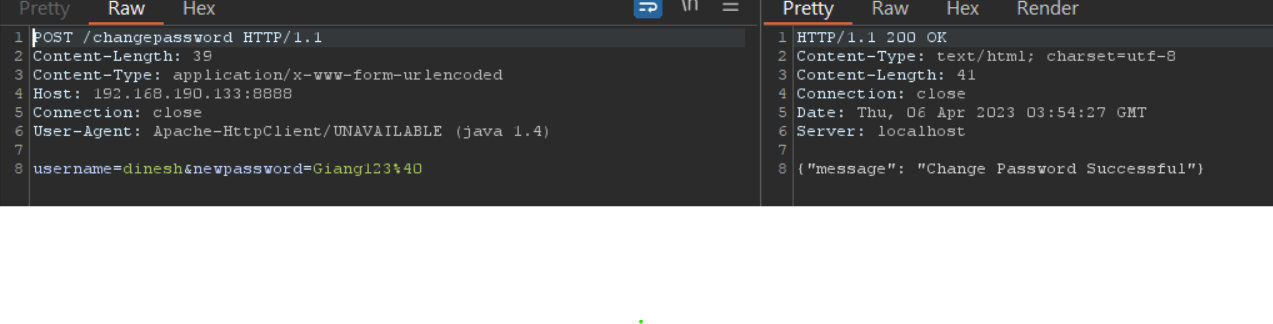 Pretty Raw Hex \n
1 POST /changepassword HTTP/1.1
2 Content-Length: 39
3 Content-Type: application/x-www-form-urlencoded
4 Host: 192.168.190.133:8888
5 Connection: close
6 User-Agent: Apache-HttpClient/UNAVAILABLE (java 1.4)
7
8 username=dinesh&newpassword=Giang123%40
Pretty Raw Hex Render
1 HTTP/1.1 200 OK
2 Content-Type: text/html; charset=utf-8
3 Content-Length: 41
4 Connection: close
5 Date: Thu, 06 Apr 2023 03:54:27 GMT
6 Server: localhost
7
8 {"message": "Change Password Successful"}